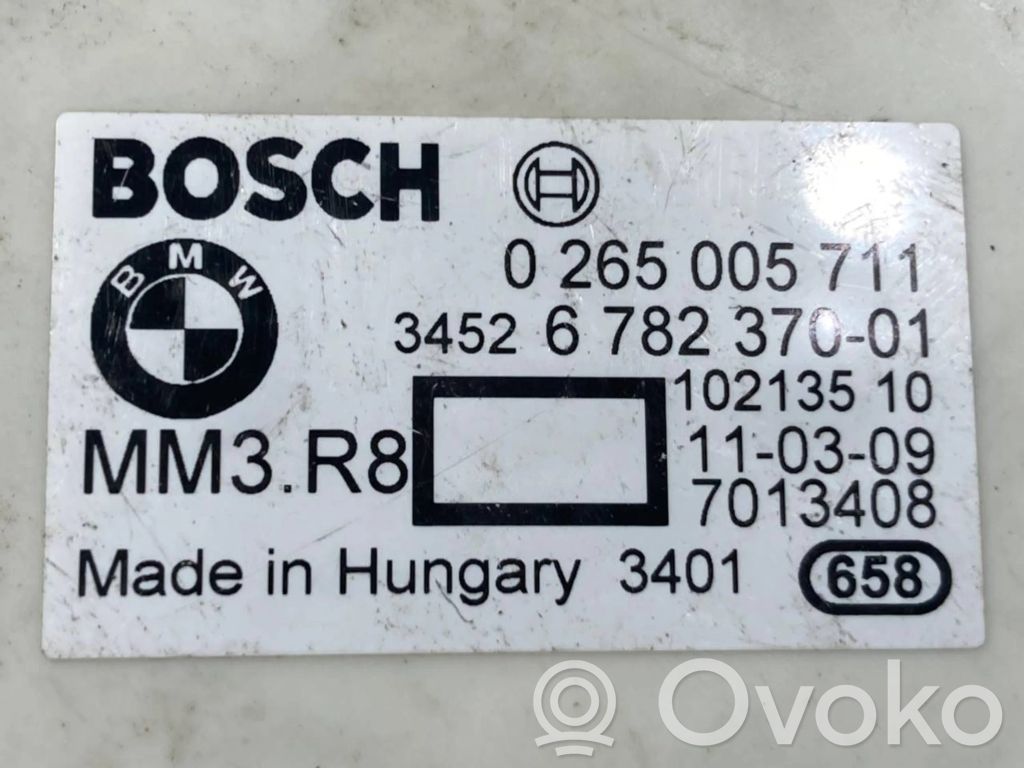 BOSCH
0 265 005 711
BMW
3452 6 782 370-01
102135 10
MM3.R8
11-03-09
7013408
Made in Hungary 3401 658
Ovoko